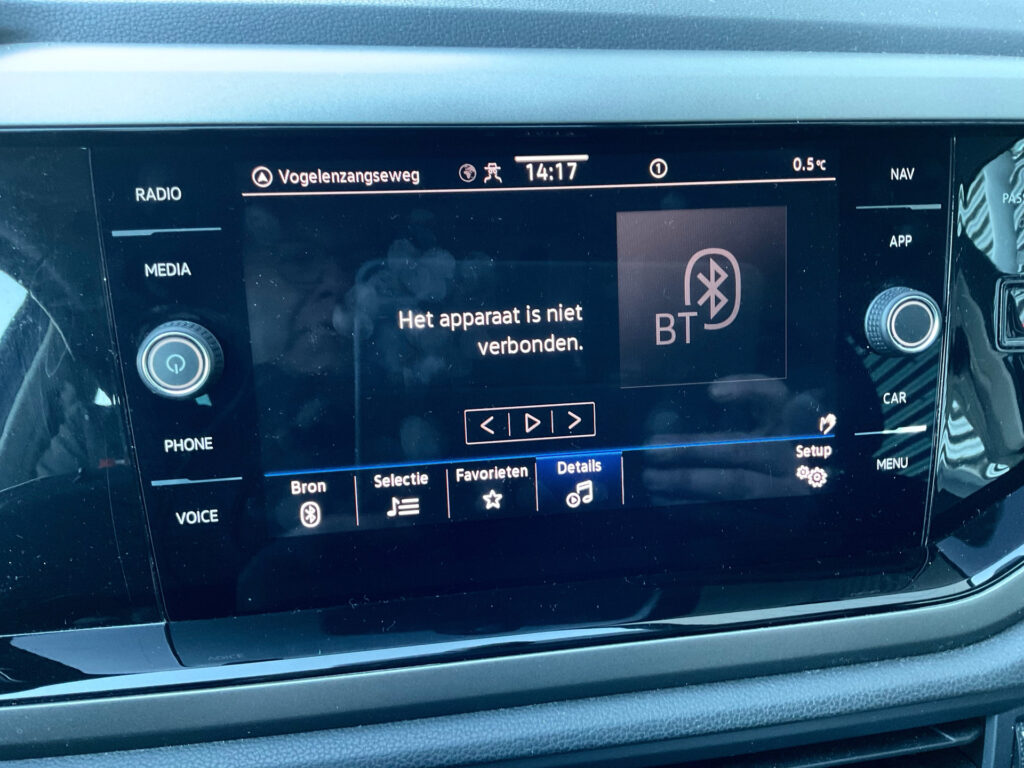 Vogelenzangseweg 14:17 1 0.5°C
RADIO
MEDIA
PHONE
VOICE
Het apparaat is niet
verbonden.
BT
Bron
Selectie
Favorieten
Details
Setup
NAV
APP
CAR
MENU